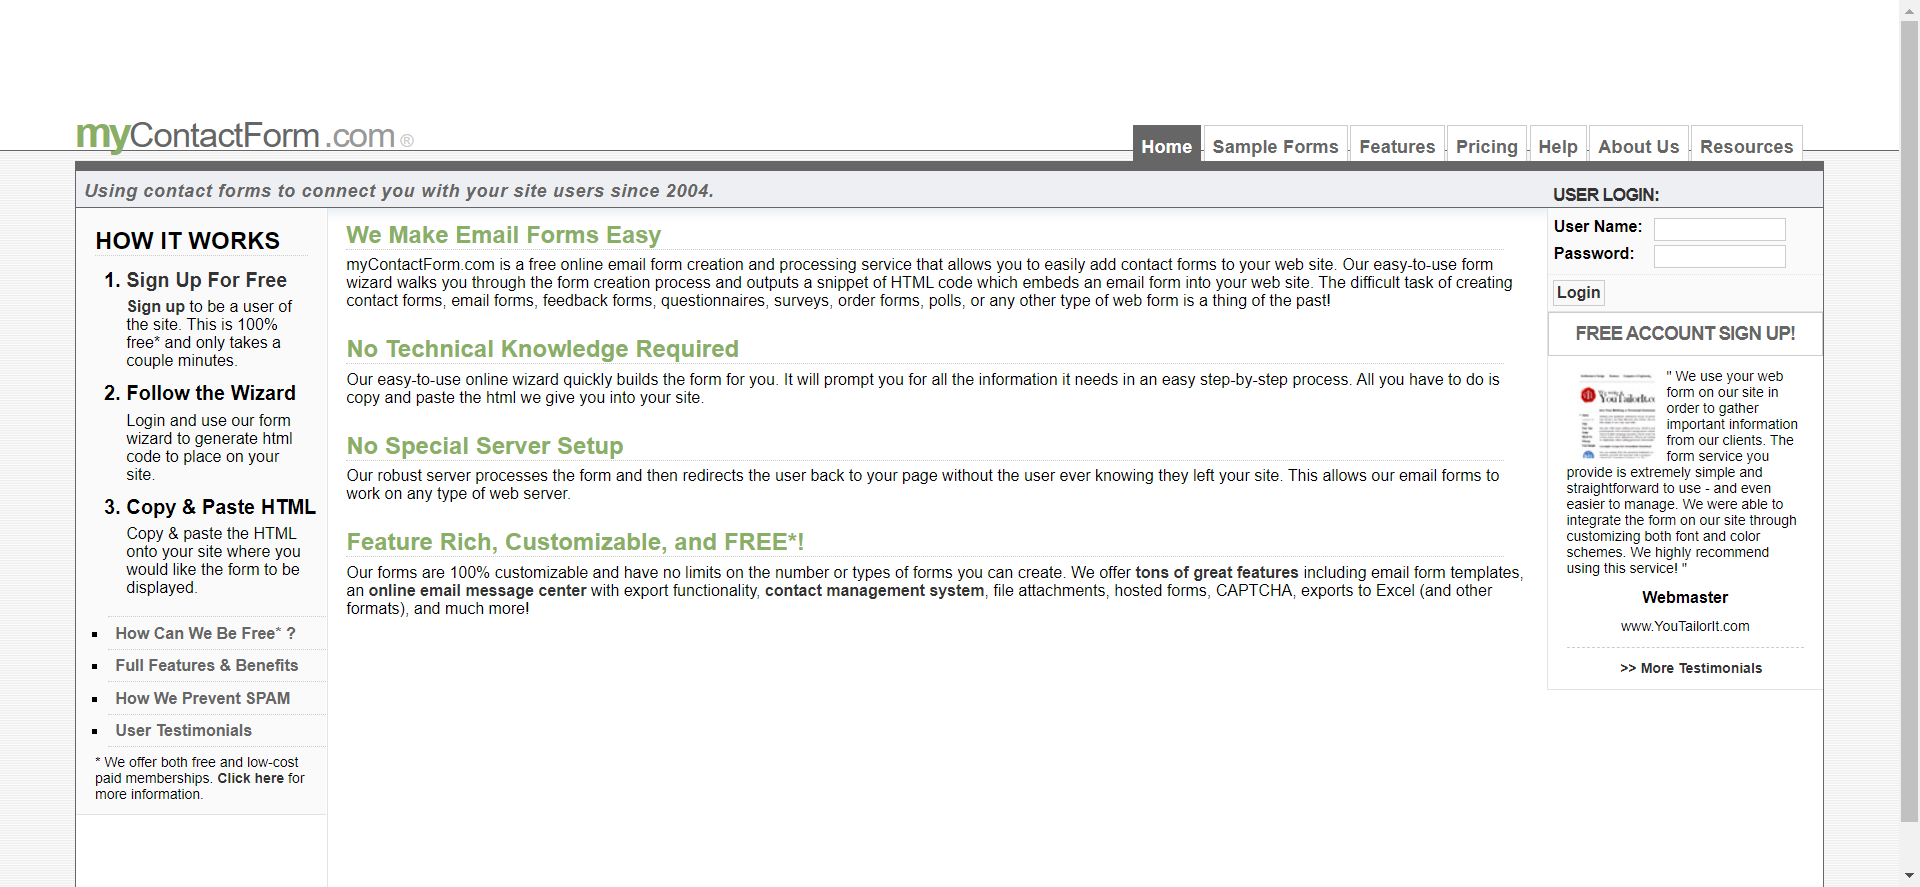 myContactForm.com ®
Home
Sample Forms
Features
Pricing
Help
About Us
Resources
Using contact forms to connect you with your site users since 2004.
HOW IT WORKS
1. Sign Up For Free
Sign up to be a user of
the site. This is 100%
free* and only takes a
couple minutes.
2. Follow the Wizard
Login and use our form
wizard to generate html
code to place on your
site.
3. Copy & Paste HTML
Copy & paste the HTML
onto your site where you
would like the form to be
displayed.
How Can We Be Free* ?
Full Features & Benefits
How We Prevent SPAM
User Testimonials
* We offer both free and low-cost
paid memberships. Click here for
more information.
We Make Email Forms Easy
myContactForm.com is a free online email form creation and processing service that allows you to easily add contact forms to your web site. Our easy-to-use form
wizard walks you through the form creation process and outputs a snippet of HTML code which embeds an email form into your web site. The difficult task of creating
contact forms, email forms, feedback forms, questionnaires, surveys, order forms, polls, or any other type of web form is a thing of the past!
No Technical Knowledge Required
Our easy-to-use online wizard quickly builds the form for you. It will prompt you for all the information it needs in an easy step-by-step process. All you have to do is
copy and paste the html we give you into your site.
No Special Server Setup
Our robust server processes the form and then redirects the user back to your page without the user ever knowing they left your site. This allows our email forms to
work on any type of web server.
Feature Rich, Customizable, and FREE*!
Our forms are 100% customizable and have no limits on the number or types of forms you can create. We offer tons of great features including email form templates,
an online email message center with export functionality, contact management system, file attachments, hosted forms, CAPTCHA, exports to Excel (and other
formats), and much more!
USER LOGIN:
User Name:
Password:
Login
FREE ACCOUNT SIGN UP!
YouTailorIt.co
" We use your web
form on our site in
order to gather
important information
from our clients. The
form service you
provide is extremely simple and
straightforward to use - and even
easier to manage. We were able to
integrate the form on our site through
customizing both font and color
schemes. We highly recommend
using this service! "
Webmaster
www.YouTailorIt.com
>> More Testimonials